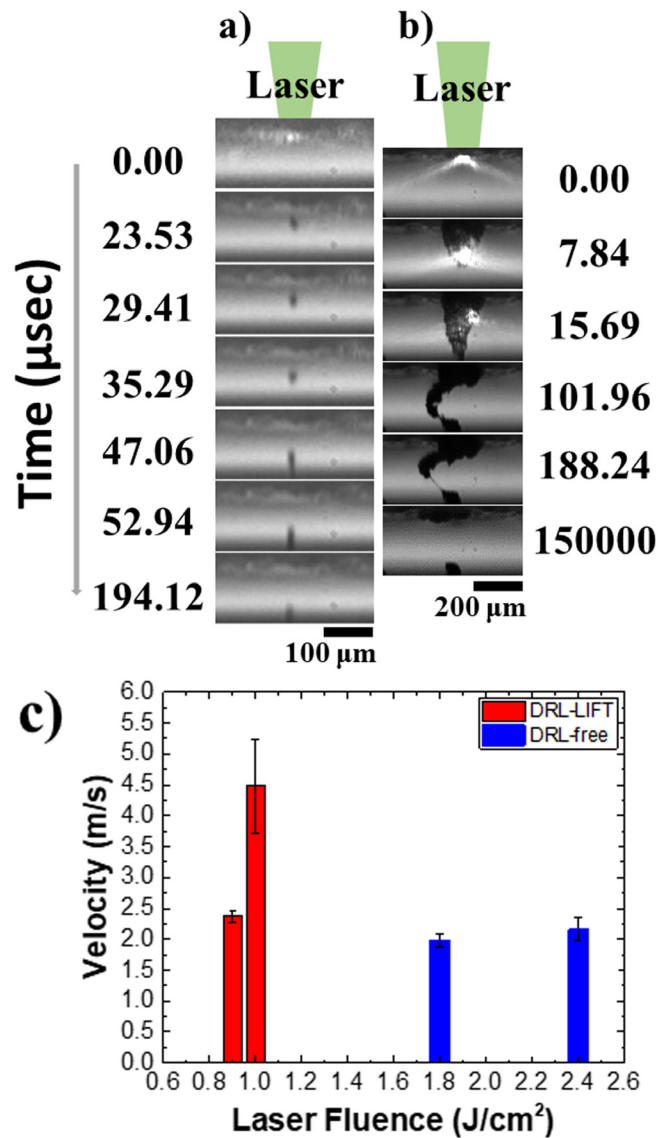 a)
Laser
0.00
23.53
29.41
35.29
47.06
52.94
194.12
Time (μsec)
100 μm
b)
Laser
0.00
7.84
15.69
101.96
188.24
150000
200 μm
c)
DRL-LIFT
DRL-free
Velocity (m/s)
6.0
5.5
5.0
4.5
4.0
3.5
3.0
2.5
2.0
1.5
1.0
0.5
0.0
0.6 0.8 1.0 1.2 1.4 1.6 1.8 2.0 2.2 2.4 2.6
Laser Fluence (J/cm²)